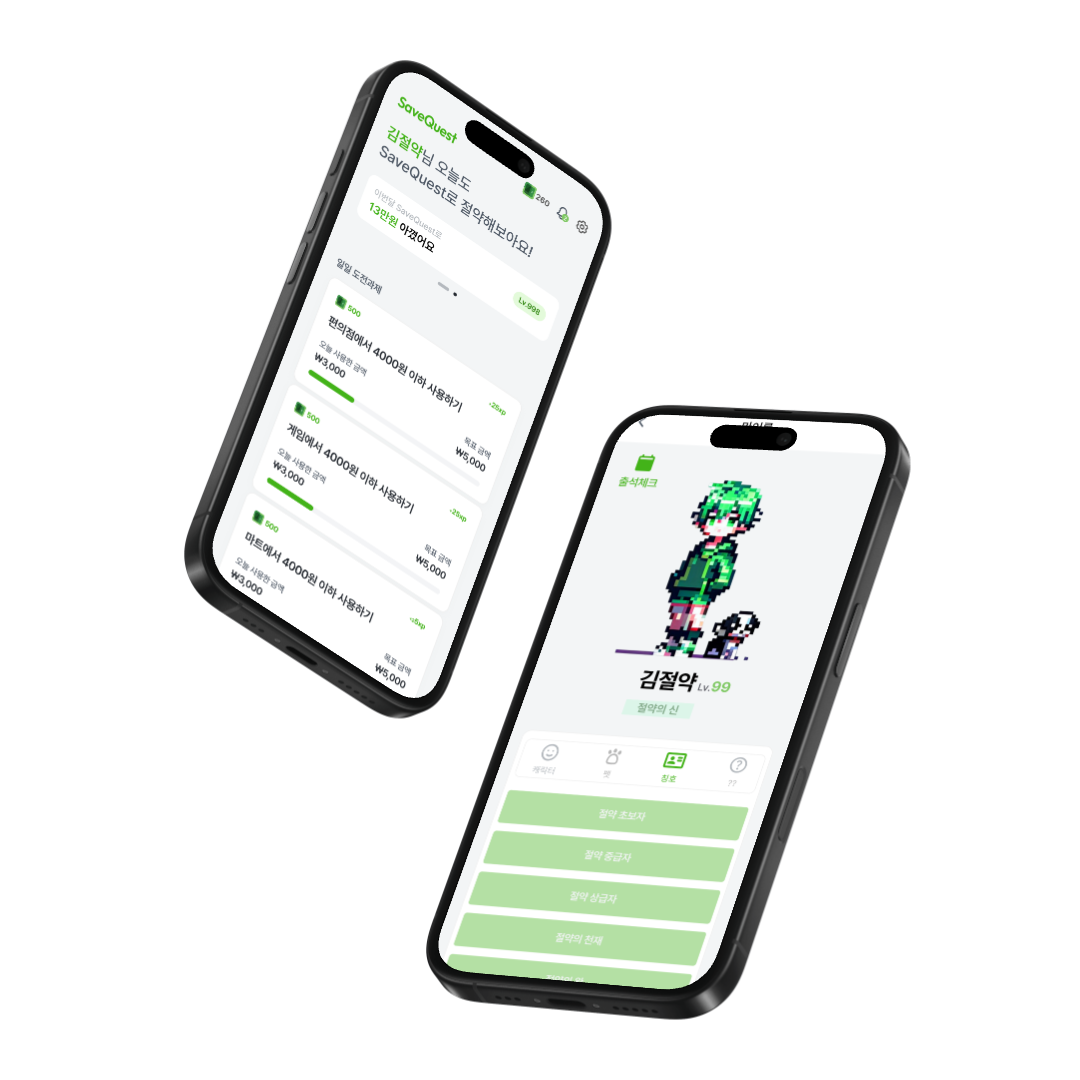 SaveQuest
김절약님 오늘도
SaveQuest로 절약해보아요!
260
이번달 SaveQuest로
13만원 아꼈어요
Lv.998
일일 도전과제
500
편의점에서 4000원 이하 사용하기
+25xp
오늘 사용한 금액
₩3,000
목표 금액
₩5,000
500
게임에서 4000원 이하 사용하기
+25xp
오늘 사용한 금액
₩3,000
목표 금액
₩5,000
500
마트에서 4000원 이하 사용하기
+25xp
오늘 사용한 금액
₩3,000
목표 금액
₩5,000
출석체크
김절약 Lv.99
절약의 신
캐릭터
펫
칭호
??
절약 초보자
절약 중급자
절약 상급자
절약의 천재